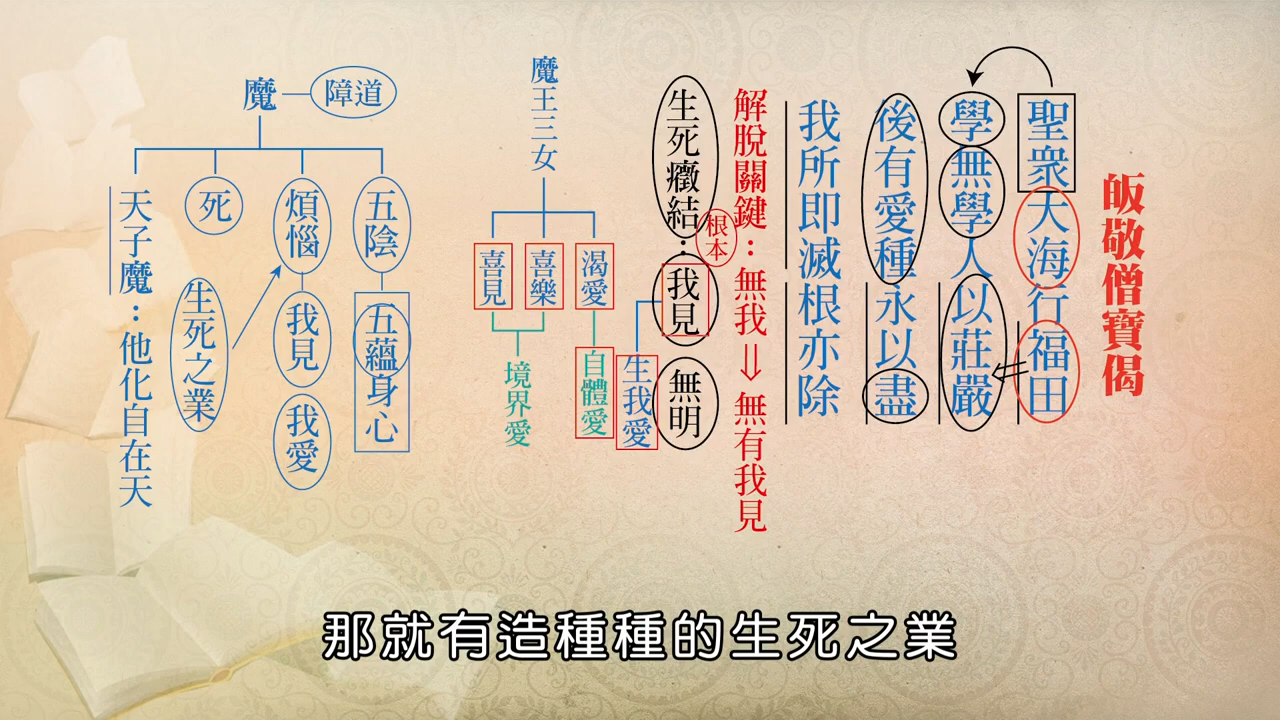 皈敬僧寶偈
聖衆大海行福田
學無學人以莊嚴
後有愛種永以盡
我所即滅根亦除
解脫關鍵：無我⇒無有我見
根本
生死癥結：我見 無明
生我愛
魔王三女
渴愛
自體愛
喜樂
喜見
境界愛
魔—障道
五陰
五蘊身心
煩惱
我見
我愛
死
生死之業
天子魔：他化自在天
那就有造種種的生死之業